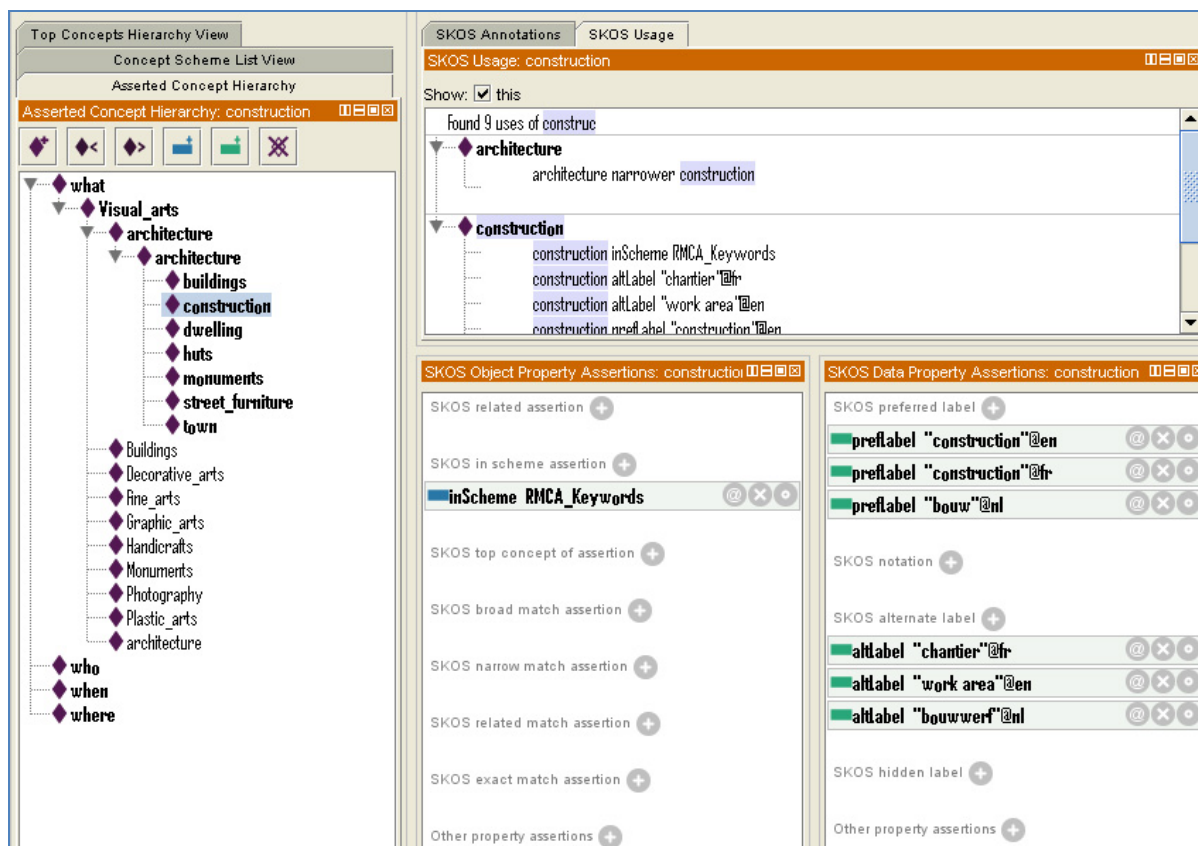 Top Concepts Hierarchy View
Concept Scheme List View
Asserted Concept Hierarchy
Asserted Concept Hierarchy: construction
what
Visual_arts
architecture
architecture
buildings
construction
dwelling
huts
monuments
street_furniture
town
Buildings
Decorative_arts
Fine_arts
Graphic_arts
Handicrafts
Monuments
Photography
Plastic_arts
architecture
who
when
where
SKOS Annotations SKOS Usage
SKOS Usage: construction
Show: this
Found 9 uses of construc
architecture
architecture narrower construction
construction
construction inScheme RMCA_Keywords
construction altLabel "chantier"@fr
construction altLabel "work area"@en
construction prefLabel "construction"@en
SKOS Object Property Assertions: constructio
SKOS related assertion
SKOS in scheme assertion
inScheme RMCA_Keywords
SKOS top concept of assertion
SKOS broad match assertion
SKOS narrow match assertion
SKOS related match assertion
SKOS exact match assertion
Other property assertions
SKOS Data Property Assertions: construction
SKOS preferred label
prefLabel "construction"@en
prefLabel "construction"@fr
prefLabel "bouw"@nl
SKOS notation
SKOS alternate label
altLabel "chantier"@fr
altLabel "work area"@en
altLabel "bouwwerf"@nl
SKOS hidden label
Other property assertions